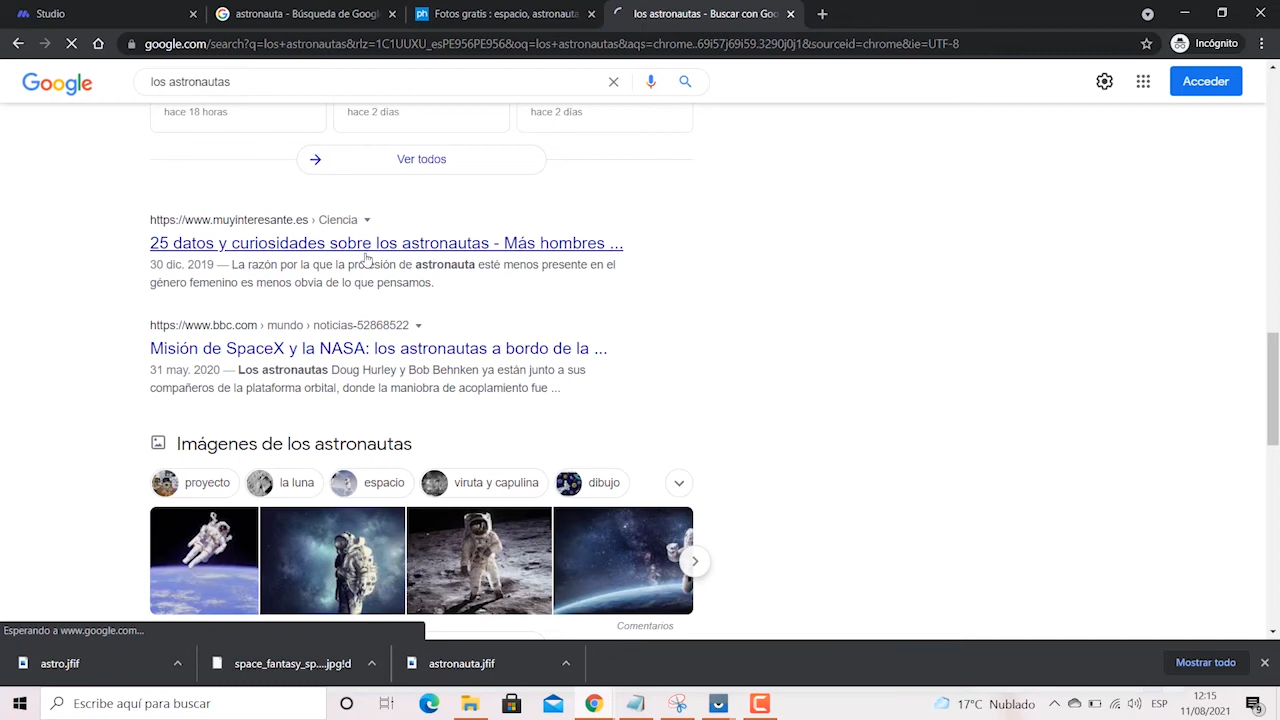 Studio
astronauta - Búsqueda de Google
Fotos gratis : espacio, astronauta
los astronautas - Buscar con Goo
google.com/search?q=los+astronautas&rlz=1C1UUXU_esPE956PE956&oq=los+astronautas&aqs=chrome..69i57j69i59.3290j0j1&sourceid=chrome&ie=UTF-8
Incógnito
Google
los astronautas
Acceder
hace 18 horas
hace 2 días
hace 2 días
Ver todos
https://www.muyinteresante.es › Ciencia
25 datos y curiosidades sobre los astronautas - Más hombres ...
30 dic. 2019 — La razón por la que la profesión de astronauta esté menos presente en el
género femenino es menos obvia de lo que pensamos.
https://www.bbc.com › mundo › noticias-52868522
Misión de SpaceX y la NASA: los astronautas a bordo de la ...
31 may. 2020 — Los astronautas Doug Hurley y Bob Behnken ya están junto a sus
compañeros de la plataforma orbital, donde la maniobra de acoplamiento fue ...
Imágenes de los astronautas
proyecto
la luna
espacio
viruta y capulina
dibujo
Comentarios
Esperando a www.google.com...
astro.jfif
space_fantasy_sp....jpg!d
astronauta.jfif
Mostrar todo
Escribe aquí para buscar
17°C Nublado
ESP
12:15
11/08/2021
9